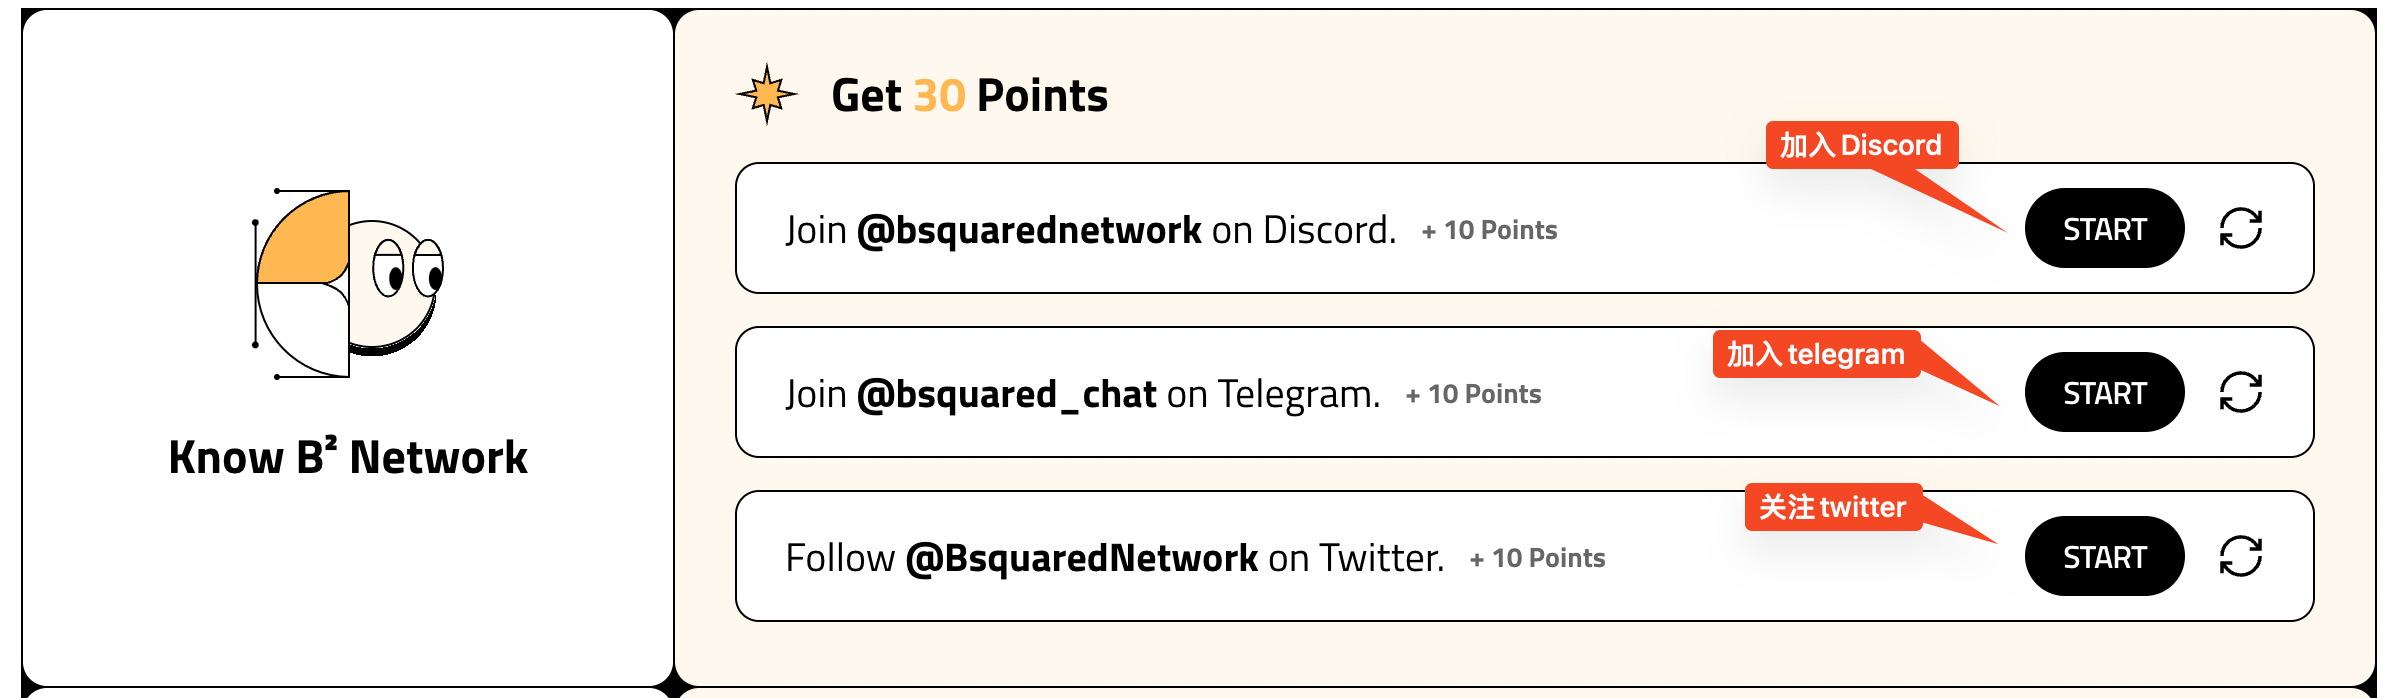 Know B² Network
Get 30 Points
加入 Discord
Join @bsquarednetwork on Discord. + 10 Points START
加入 telegram
Join @bsquared_chat on Telegram. + 10 Points START
关注 twitter
Follow @BsquaredNetwork on Twitter. + 10 Points START